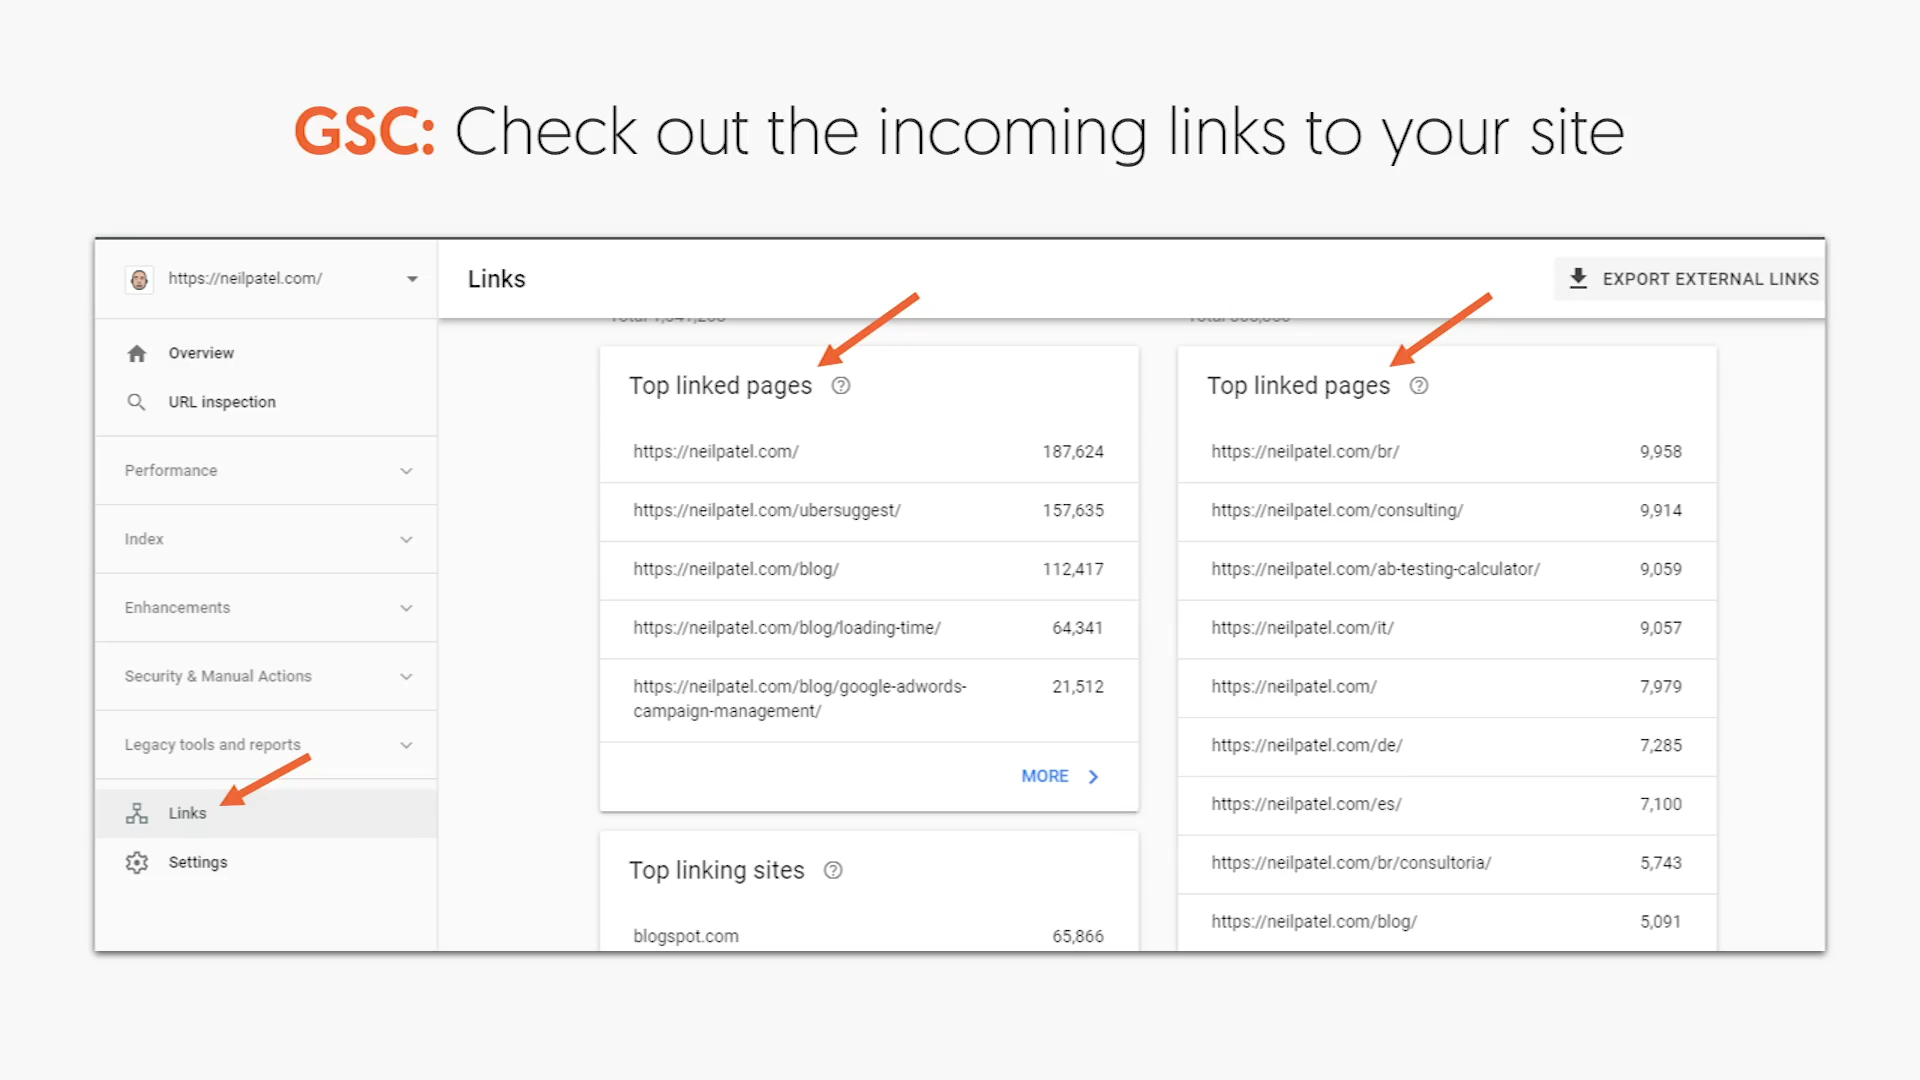 GSC: Check out the incoming links to your site
https://neilpatel.com/
Links
EXPORT EXTERNAL LINKS
Overview
URL inspection
Performance
Index
Enhancements
Security & Manual Actions
Legacy tools and reports
Links
Settings
Top linked pages
https://neilpatel.com/ 187,624
https://neilpatel.com/ubersuggest/ 157,635
https://neilpatel.com/blog/ 112,417
https://neilpatel.com/blog/loading-time/ 64,341
https://neilpatel.com/blog/google-adwords- 21,512
campaign-management/
MORE
Top linking sites
blogspot.com 65,866
Top linked pages
https://neilpatel.com/br/ 9,958
https://neilpatel.com/consulting/ 9,914
https://neilpatel.com/ab-testing-calculator/ 9,059
https://neilpatel.com/it/ 9,057
https://neilpatel.com/ 7,979
https://neilpatel.com/de/ 7,285
https://neilpatel.com/es/ 7,100
https://neilpatel.com/br/consultoria/ 5,743
https://neilpatel.com/blog/ 5,091